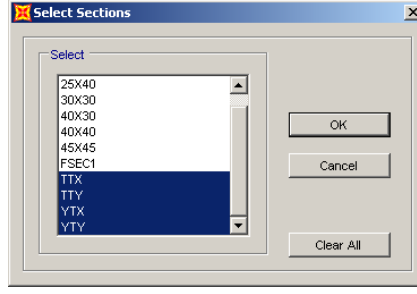 Select Sections
Select
25X40
30X30
40X30
40X40
45X45
FSEC1
TTX
TTY
YTX
YTY
OK
Cancel
Clear All